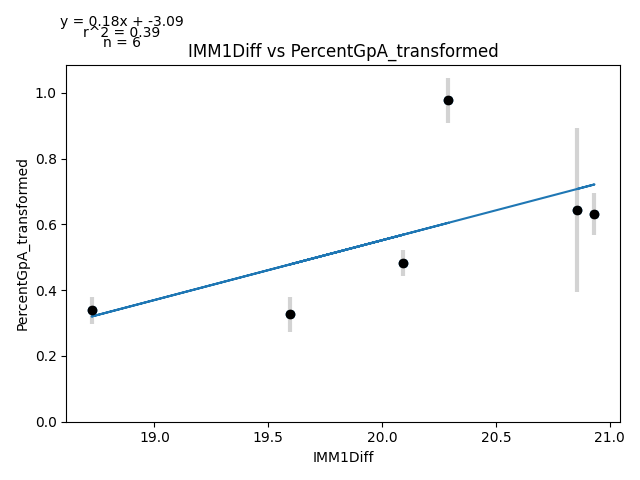 y = 0.18x + -3.09
r^2 = 0.39
n = 6
IMM1Diff vs PercentGpA_transformed
PercentGpA_transformed
1.0
0.8
0.6
0.4
0.2
0.0
19.0 19.5 20.0 20.5 21.0
IMM1Diff